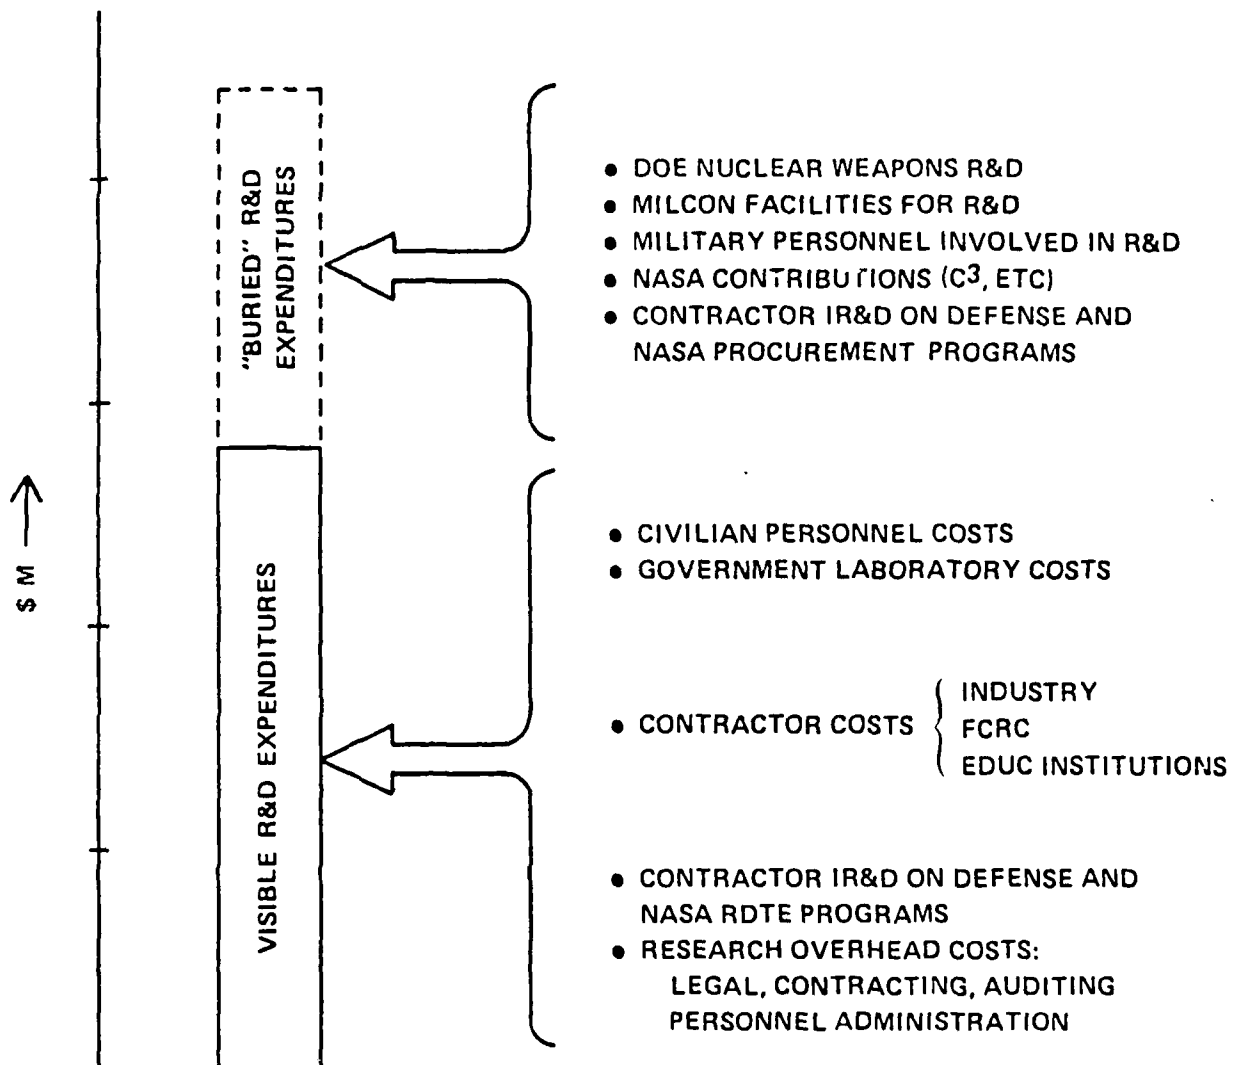 "BURIED" R&D
EXPENDITURES
• DOE NUCLEAR WEAPONS R&D
• MILCON FACILITIES FOR R&D
• MILITARY PERSONNEL INVOLVED IN R&D
• NASA CONTRIBUTIONS (C³, ETC)
• CONTRACTOR IR&D ON DEFENSE AND
NASA PROCUREMENT PROGRAMS
$ M
VISIBLE R&D EXPENDITURES
• CIVILIAN PERSONNEL COSTS
• GOVERNMENT LABORATORY COSTS
• CONTRACTOR COSTS
INDUSTRY
FCRC
EDUC INSTITUTIONS
• CONTRACTOR IR&D ON DEFENSE AND
NASA RDTE PROGRAMS
• RESEARCH OVERHEAD COSTS:
LEGAL, CONTRACTING, AUDITING
PERSONNEL ADMINISTRATION